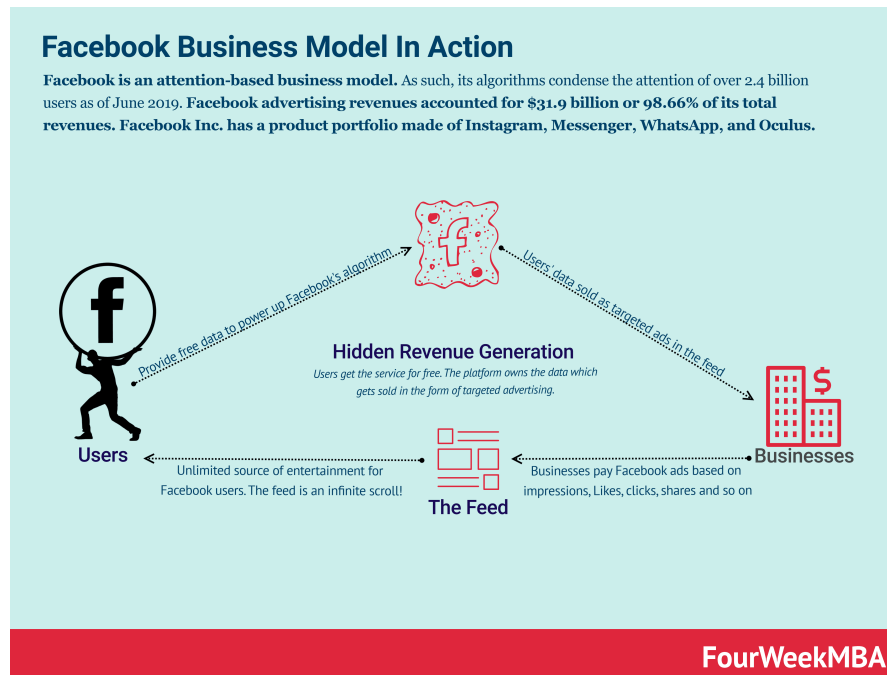 Facebook Business Model In Action
Facebook is an attention-based business model. As such, its algorithms condense the attention of over 2.4 billion
users as of June 2019. Facebook advertising revenues accounted for $31.9 billion or 98.66% of its total
revenues. Facebook Inc. has a product portfolio made of Instagram, Messenger, WhatsApp, and Oculus.
f
f
Provide free data to power up Facebook's algorithm
Users' data sold as targeted ads in the feed
Hidden Revenue Generation
Users get the service for free. The platform owns the data which
gets sold in the form of targeted advertising.
$
Users
Businesses
Unlimited source of entertainment for
Facebook users. The feed is an infinite scroll!
The Feed
Businesses pay Facebook ads based on
impressions, Likes, clicks, shares and so on
FourWeekMBA